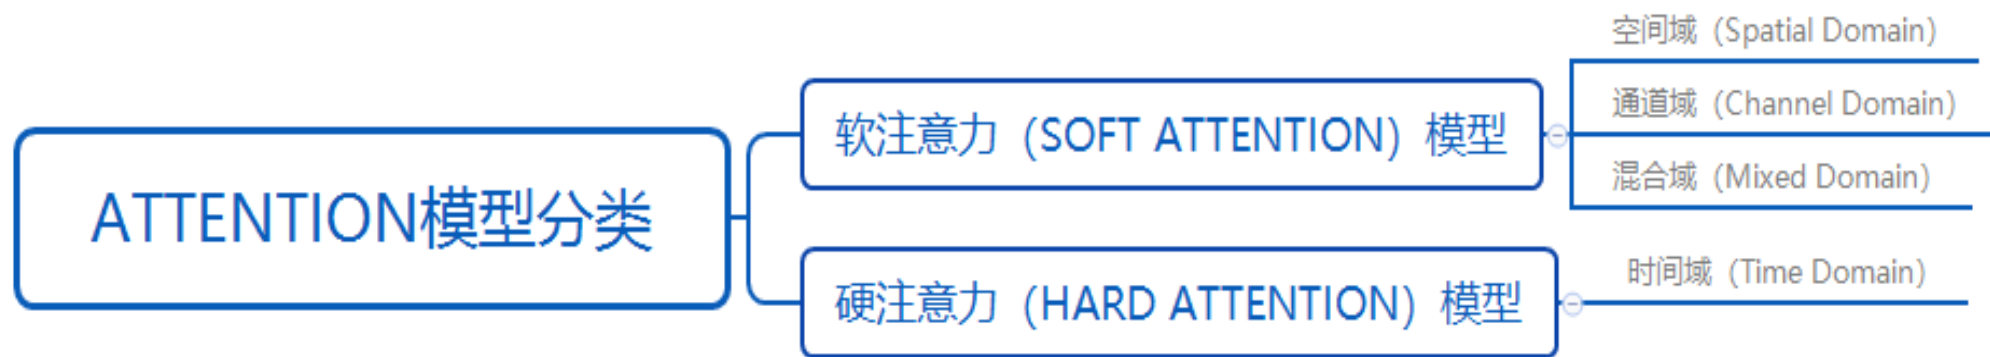 ATTENTION模型分类
软注意力（SOFT ATTENTION）模型
空间域（Spatial Domain）
通道域（Channel Domain）
混合域（Mixed Domain）
硬注意力（HARD ATTENTION）模型
时间域（Time Domain）